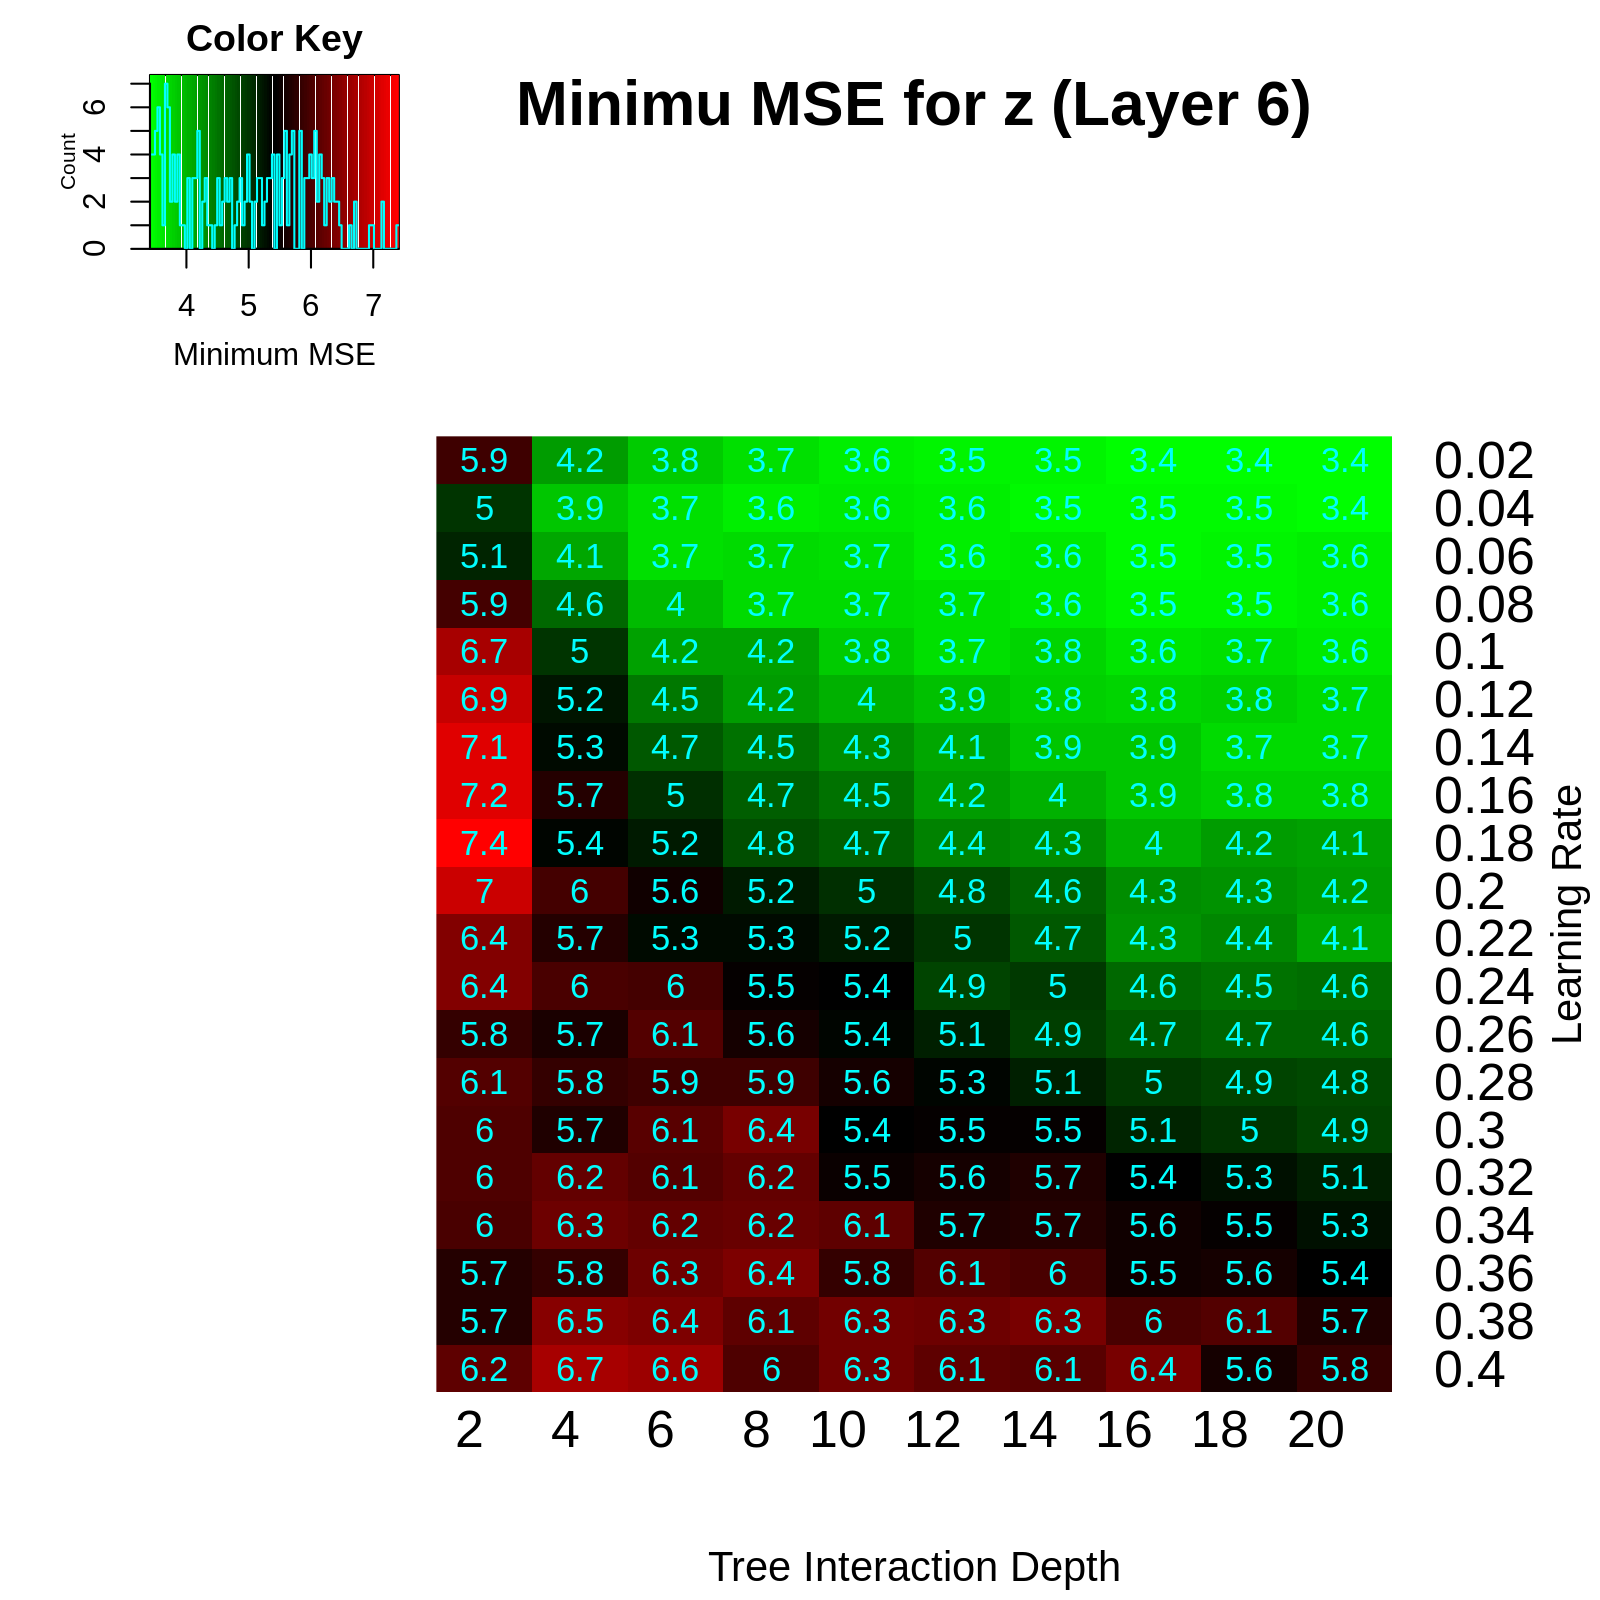 Color Key
Minimu MSE for z (Layer 6)
Count
0 2 4 6
4 5 6 7
Minimum MSE
5.9 4.2 3.8 3.7 3.6 3.5 3.5 3.4 3.4 3.4 0.02
5 3.9 3.7 3.6 3.6 3.6 3.5 3.5 3.5 3.4 0.04
5.1 4.1 3.7 3.7 3.7 3.6 3.6 3.5 3.5 3.6 0.06
5.9 4.6 4 3.7 3.7 3.7 3.6 3.5 3.5 3.6 0.08
6.7 5 4.2 4.2 3.8 3.7 3.8 3.6 3.7 3.6 0.1
6.9 5.2 4.5 4.2 4 3.9 3.8 3.8 3.8 3.7 0.12
7.1 5.3 4.7 4.5 4.3 4.1 3.9 3.9 3.7 3.7 0.14
7.2 5.7 5 4.7 4.5 4.2 4 3.9 3.8 3.8 0.16
7.4 5.4 5.2 4.8 4.7 4.4 4.3 4 4.2 4.1 0.18
7 6 5.6 5.2 5 4.8 4.6 4.3 4.3 4.2 0.2
6.4 5.7 5.3 5.3 5.2 5 4.7 4.3 4.4 4.1 0.22
6.4 6 6 5.5 5.4 4.9 5 4.6 4.5 4.6 0.24
5.8 5.7 6.1 5.6 5.4 5.1 4.9 4.7 4.7 4.6 0.26
6.1 5.8 5.9 5.9 5.6 5.3 5.1 5 4.9 4.8 0.28
6 5.7 6.1 6.4 5.4 5.5 5.5 5.1 5 4.9 0.3
6 6.2 6.1 6.2 5.5 5.6 5.7 5.4 5.3 5.1 0.32
6 6.3 6.2 6.2 6.1 5.7 5.7 5.6 5.5 5.3 0.34
5.7 5.8 6.3 6.4 5.8 6.1 6 5.5 5.6 5.4 0.36
5.7 6.5 6.4 6.1 6.3 6.3 6.3 6 6.1 5.7 0.38
6.2 6.7 6.6 6 6.3 6.1 6.1 6.4 5.6 5.8 0.4
Learning Rate
2 4 6 8 10 12 14 16 18 20
Tree Interaction Depth